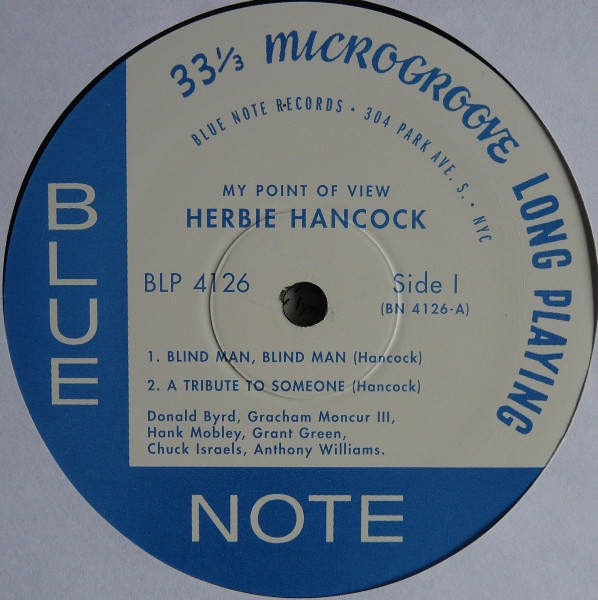 33 1/3 MICROGROOVE LONG PLAYING
BLUE NOTE RECORDS • 304 PARK AVE. S. • NYC
MY POINT OF VIEW
HERBIE HANCOCK
BLP 4126
Side I
(BN 4126-A)
1. BLIND MAN, BLIND MAN (Hancock)
2. A TRIBUTE TO SOMEONE (Hancock)
Donald Byrd, Gracham Moncur III,
Hank Mobley, Grant Green,
Chuck Israels, Anthony Williams.
BLUE
NOTE